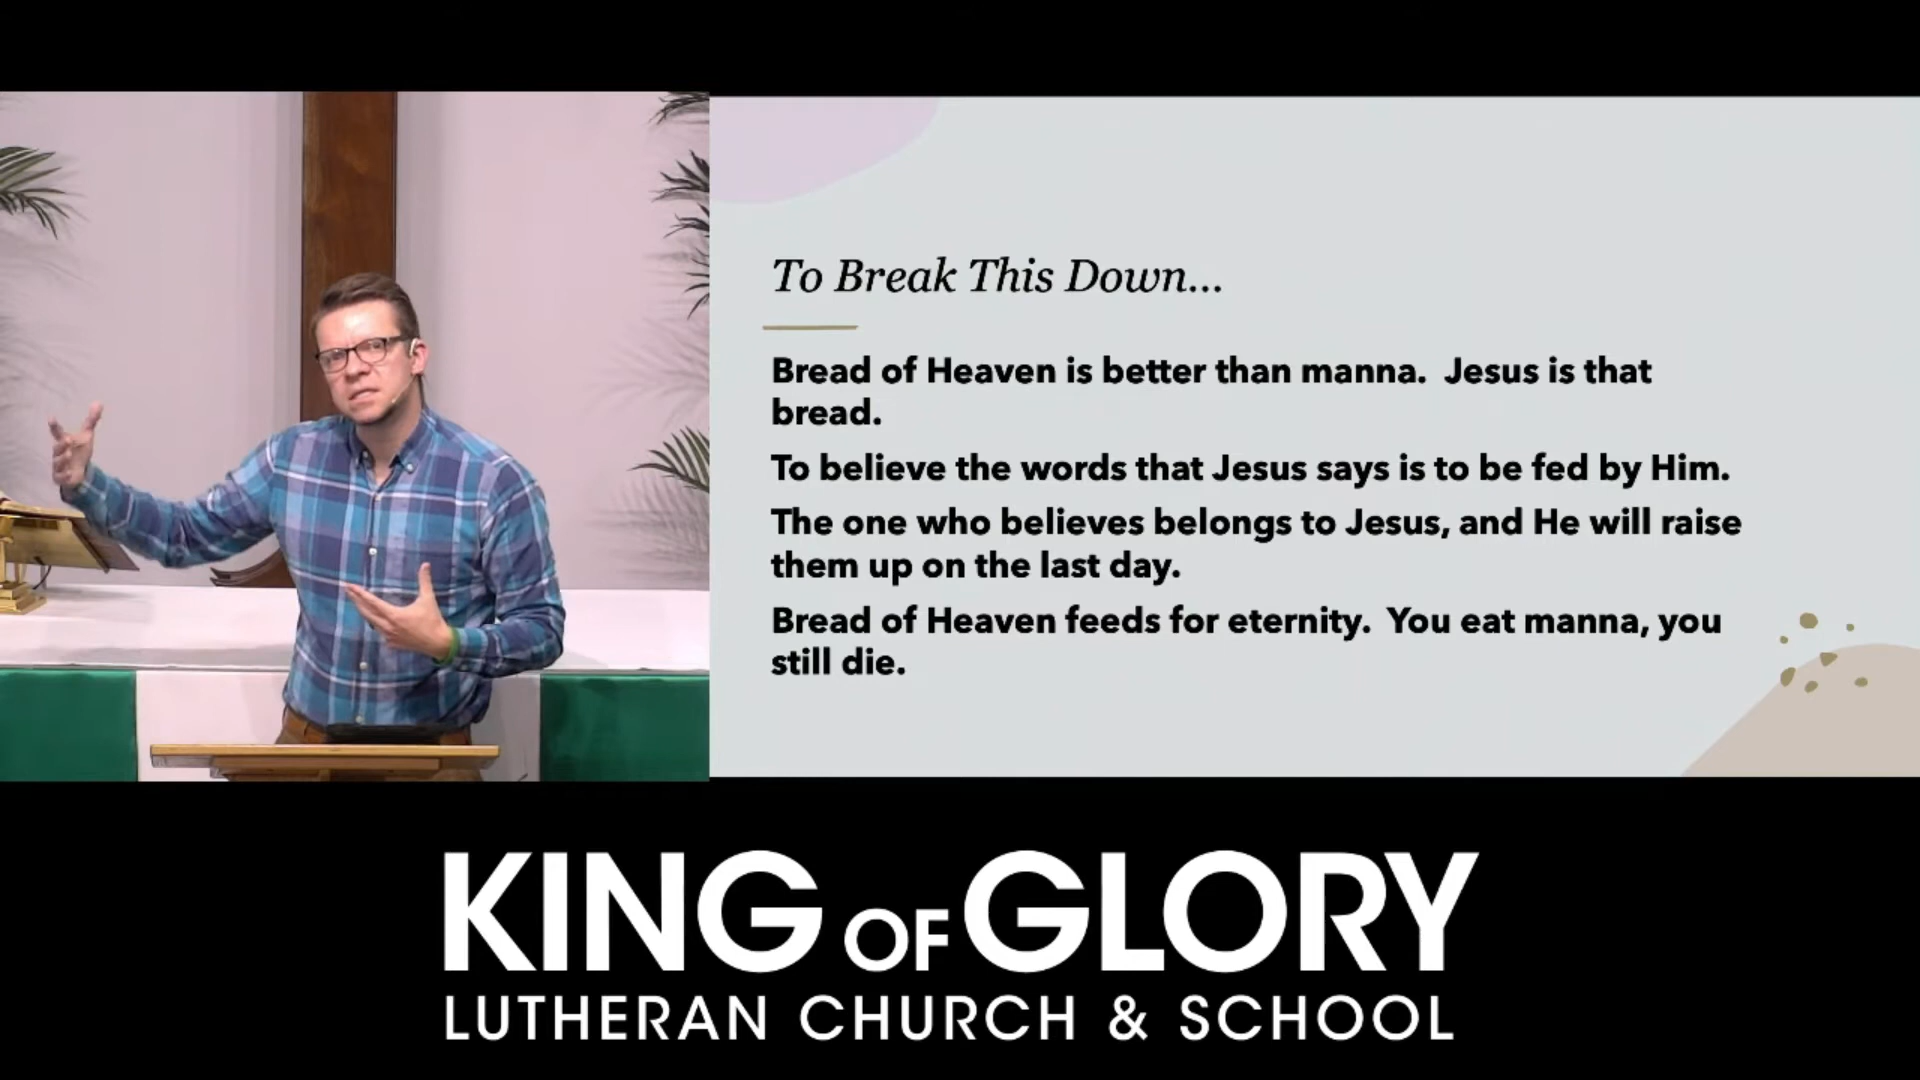 To Break This Down...
Bread of Heaven is better than manna.  Jesus is that
bread.
To believe the words that Jesus says is to be fed by Him.
The one who believes belongs to Jesus, and He will raise
them up on the last day.
Bread of Heaven feeds for eternity.  You eat manna, you
still die.
KING OF GLORY
LUTHERAN CHURCH & SCHOOL